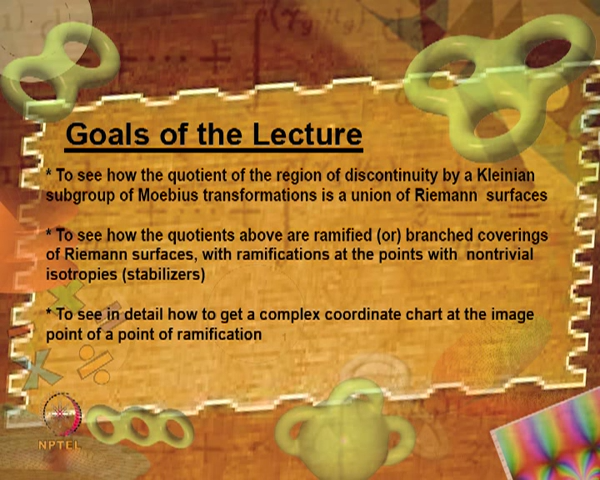 Goals of the Lecture
* To see how the quotient of the region of discontinuity by a Kleinian
subgroup of Moebius transformations is a union of Riemann surfaces
* To see how the quotients above are ramified (or) branched coverings
of Riemann surfaces, with ramifications at the points with nontrivial
isotropies (stabilizers)
* To see in detail how to get a complex coordinate chart at the image
point of a point of ramification
NPTEL